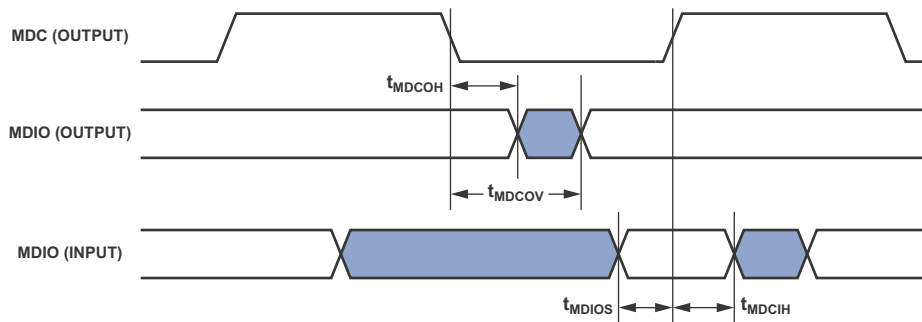 MDC (OUTPUT)
tMDCOH
MDIO (OUTPUT)
tMDCOV
MDIO (INPUT)
tMDIOS
tMDCIH